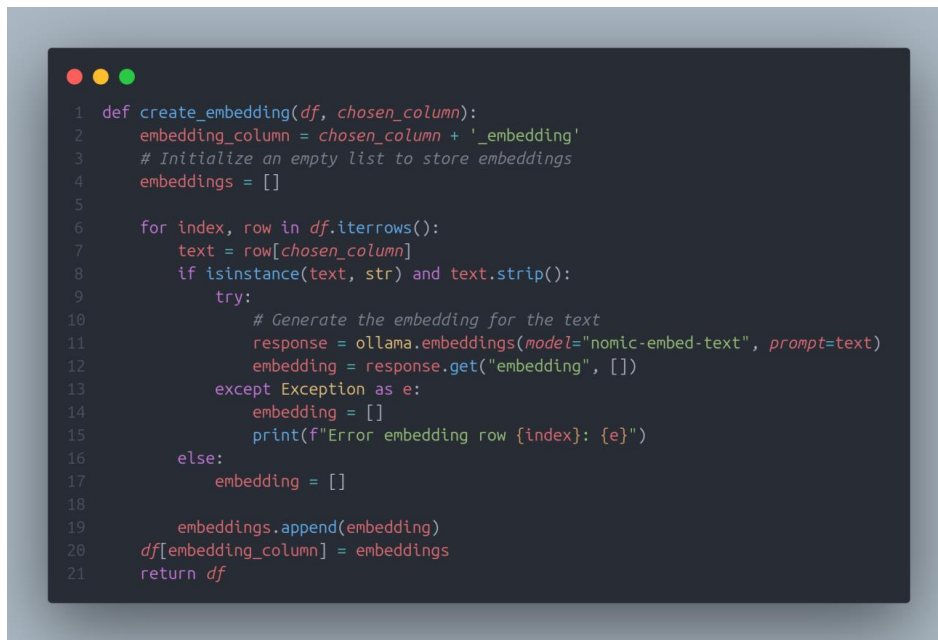 1 def create_embedding(df, chosen_column):
2     embedding_column = chosen_column + '_embedding'
3     # Initialize an empty list to store embeddings
4     embeddings = []
5
6     for index, row in df.iterrows():
7         text = row[chosen_column]
8         if isinstance(text, str) and text.strip():
9             try:
10                 # Generate the embedding for the text
11                 response = ollama.embeddings(model="nomic-embed-text", prompt=text)
12                 embedding = response.get("embedding", [])
13             except Exception as e:
14                 embedding = []
15                 print(f"Error embedding row {index}: {e}")
16         else:
17             embedding = []
18
19         embeddings.append(embedding)
20     df[embedding_column] = embeddings
21     return df